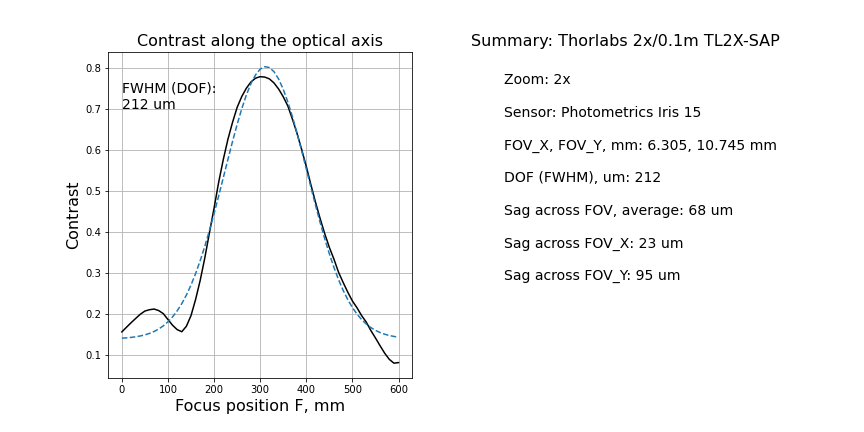 Contrast along the optical axis
FWHM (DOF):
212 um
0.8
0.7
0.6
0.5
0.4
0.3
0.2
0.1
Contrast
0 100 200 300 400 500 600
Focus position F, mm
Summary: Thorlabs 2x/0.1m TL2X-SAP
Zoom: 2x
Sensor: Photometrics Iris 15
FOV_X, FOV_Y, mm: 6.305, 10.745 mm
DOF (FWHM), um: 212
Sag across FOV, average: 68 um
Sag across FOV_X: 23 um
Sag across FOV_Y: 95 um